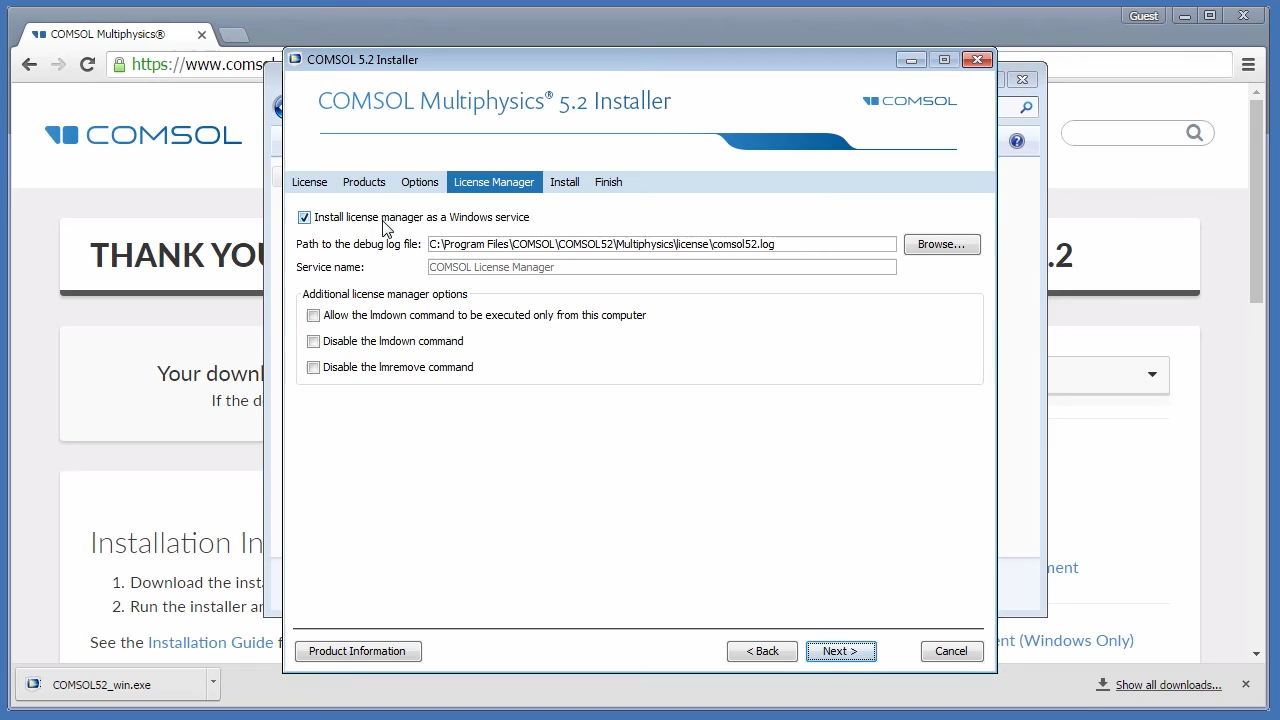 Guest
COMSOL Multiphysics®
https://www.coms
COMSOL 5.2 Installer
COMSOL Multiphysics® 5.2 Installer
COMSOL
COMSOL
License Products Options License Manager Install Finish
Install license manager as a Windows service
Path to the debug log file: C:\Program Files\COMSOL\COMSOL52\Multiphysics\license\comsol52.log Browse...
Service name: COMSOL License Manager
THANK YOU .2
Additional license manager options
Allow the lmdown command to be executed only from this computer
Disable the lmdown command
Disable the lmremove command
Your downl
If the d
Installation In
1. Download the inst
2. Run the installer an
See the Installation Guide f
ment
nt (Windows Only)
Product Information < Back Next > Cancel
COMSOL52_win.exe Show all downloads...